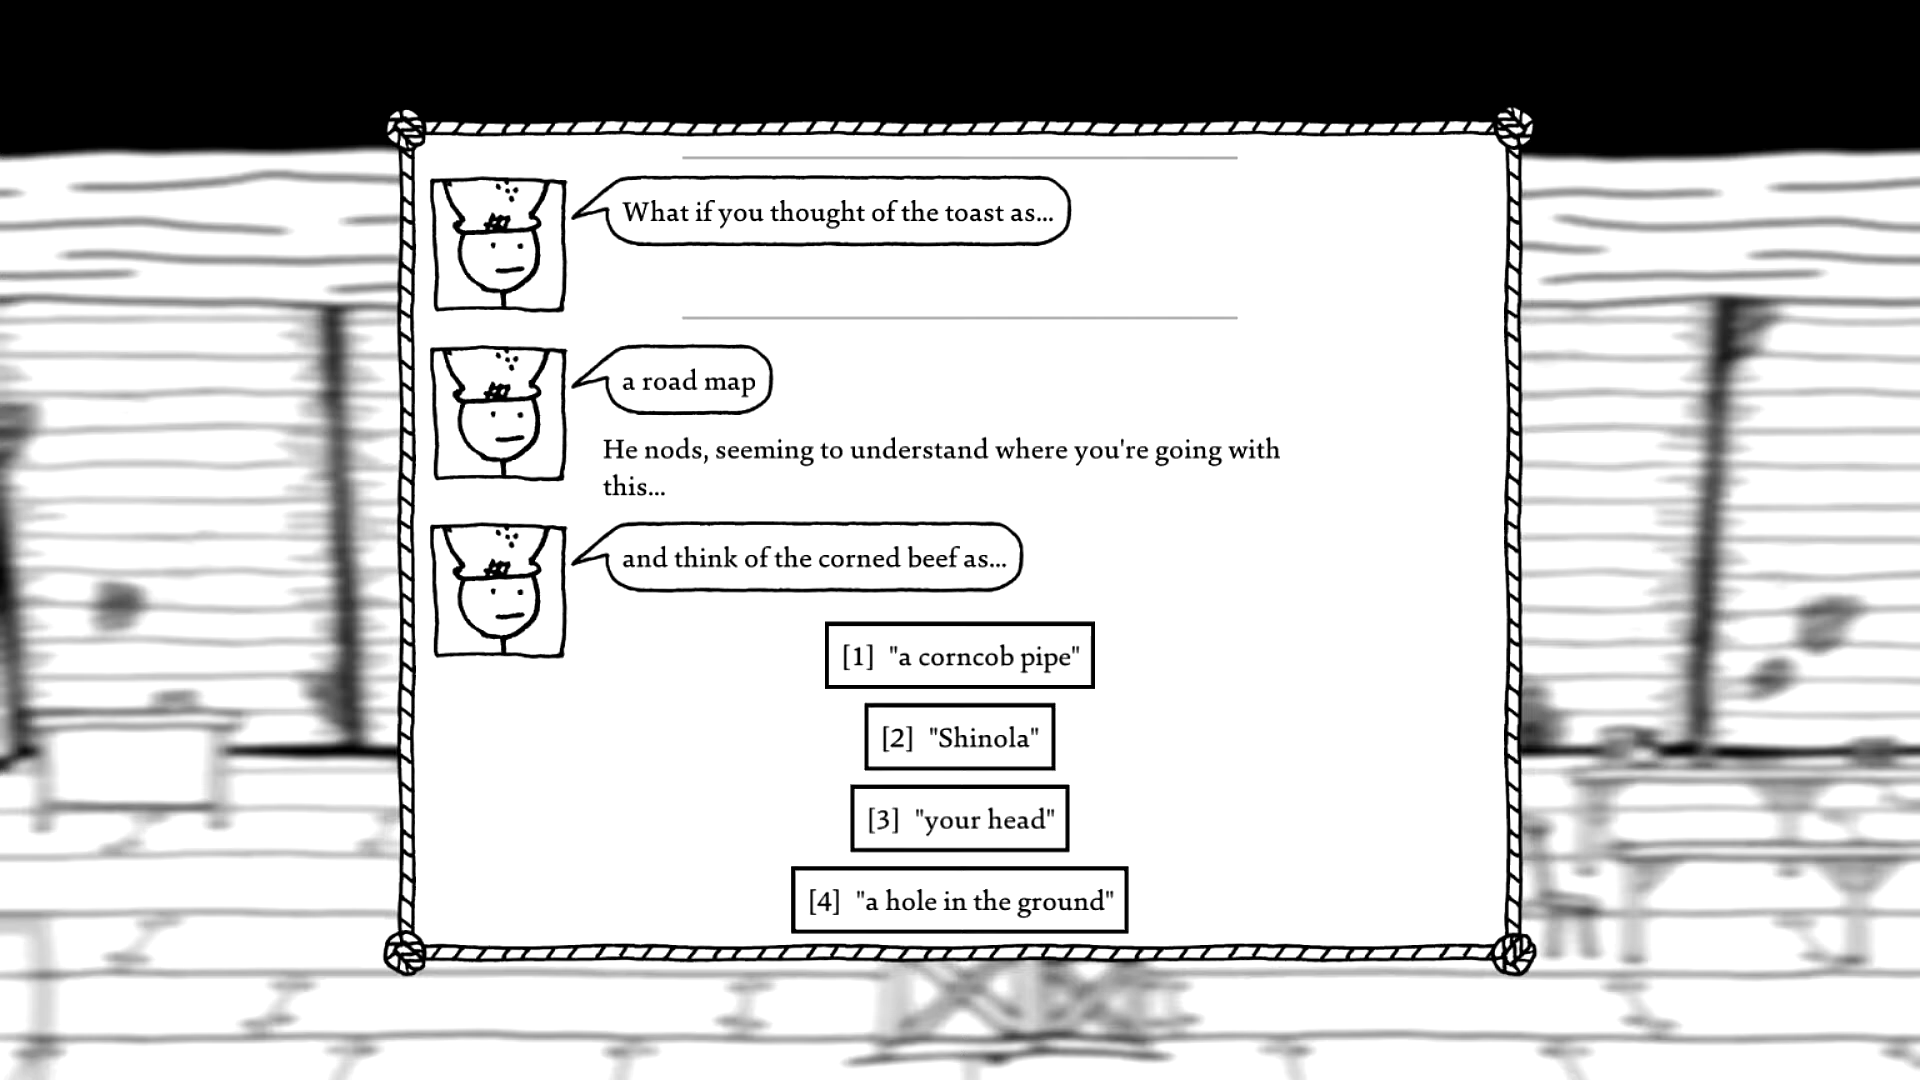 What if you thought of the toast as...
a road map
He nods, seeming to understand where you're going with
this...
and think of the corned beef as...
[1] "a corncob pipe"
[2] "Shinola"
[3] "your head"
[4] "a hole in the ground"